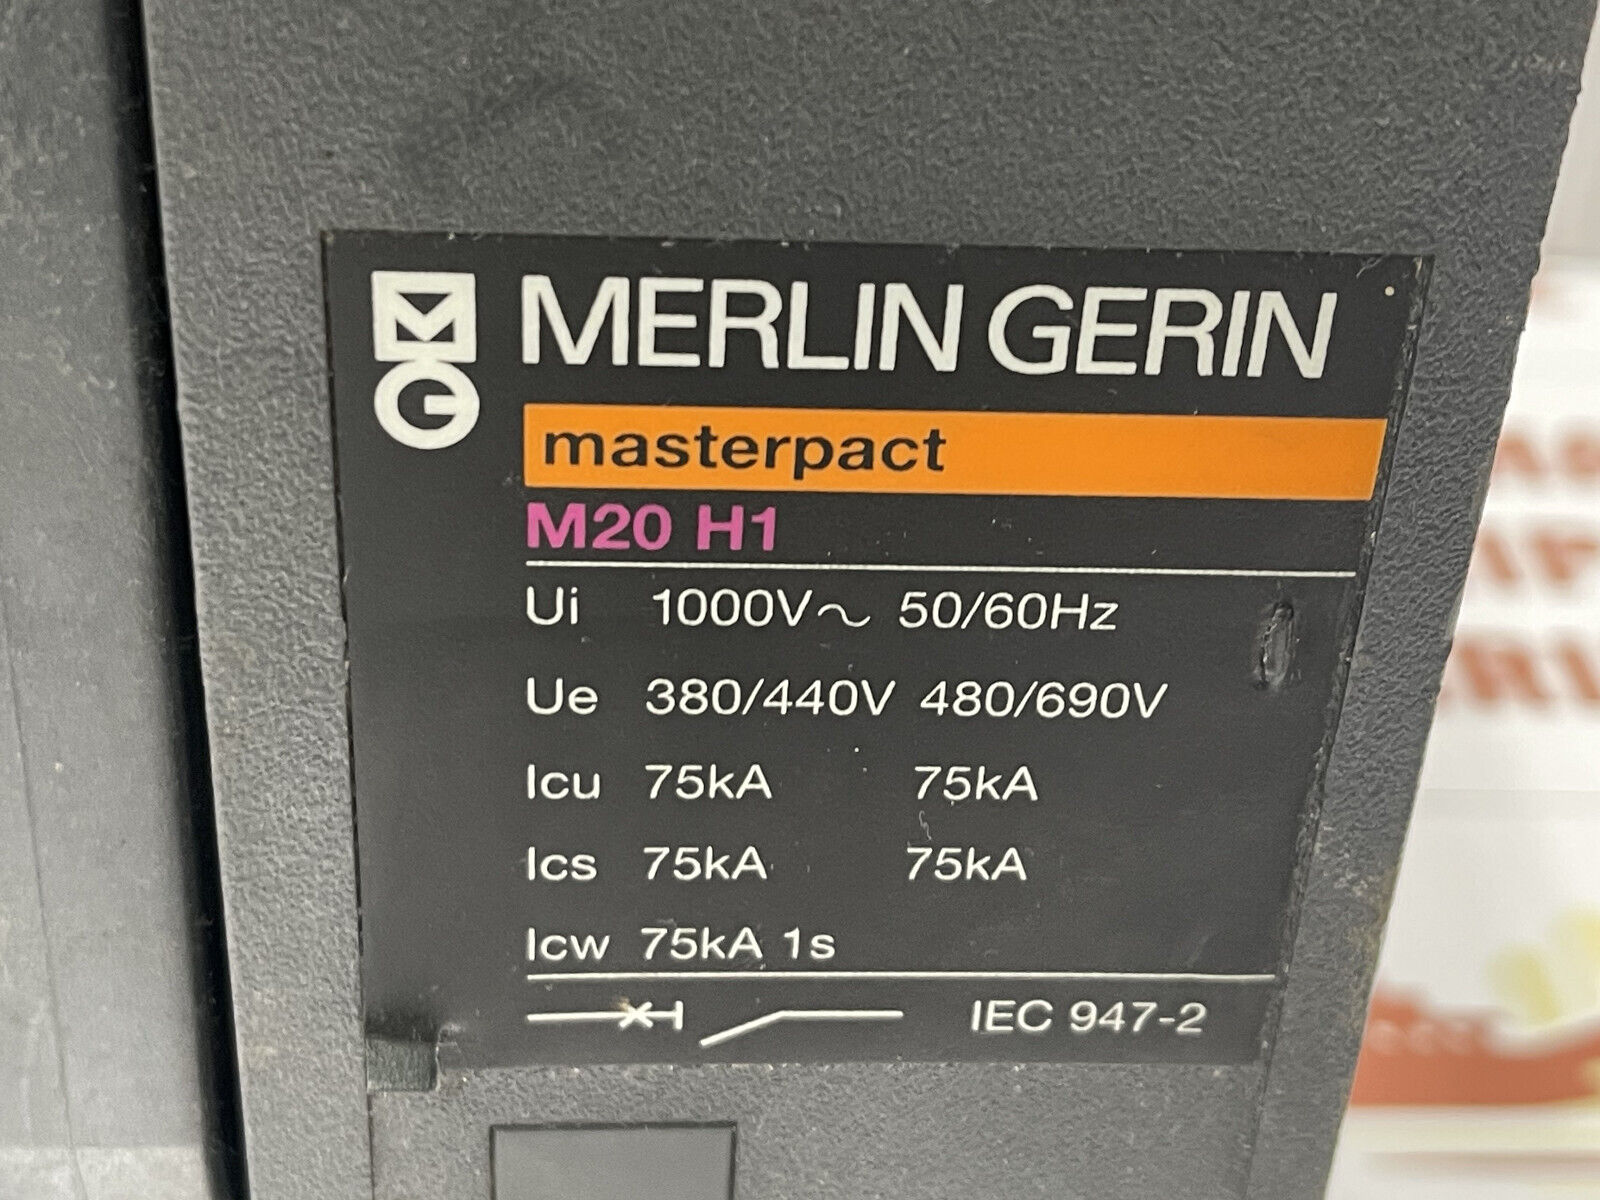 MERLIN GERIN
masterpact
M20 H1
Ui 1000V~ 50/60Hz
Ue 380/440V 480/690V
Icu 75kA 75kA
Ics 75kA 75kA
Icw 75kA 1s
IEC 947-2